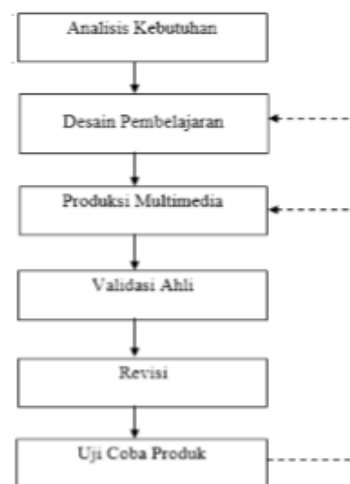 Analisis Kebutuhan
Desain Pembelajaran
Produksi Multimedia
Validasi Ahli
Revisi
Uji Coba Produk